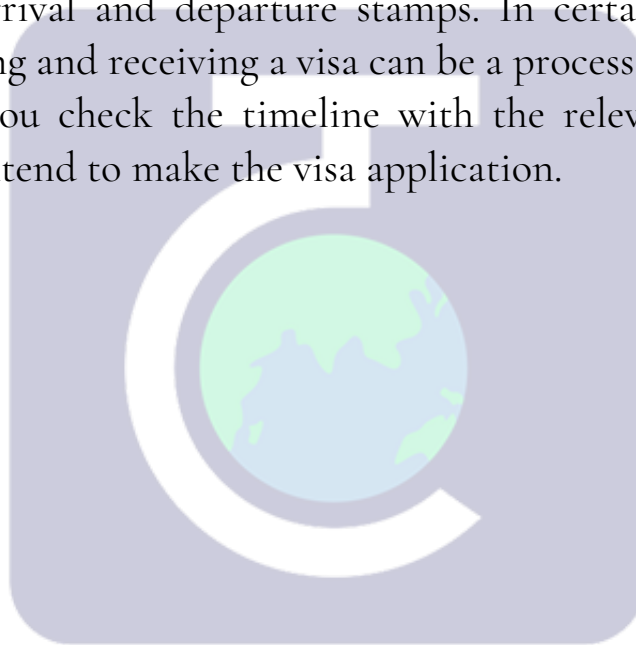 rrival and departure stamps. In certa
ng and receiving a visa can be a process
ou check the timeline with the relev
tend to make the visa application.